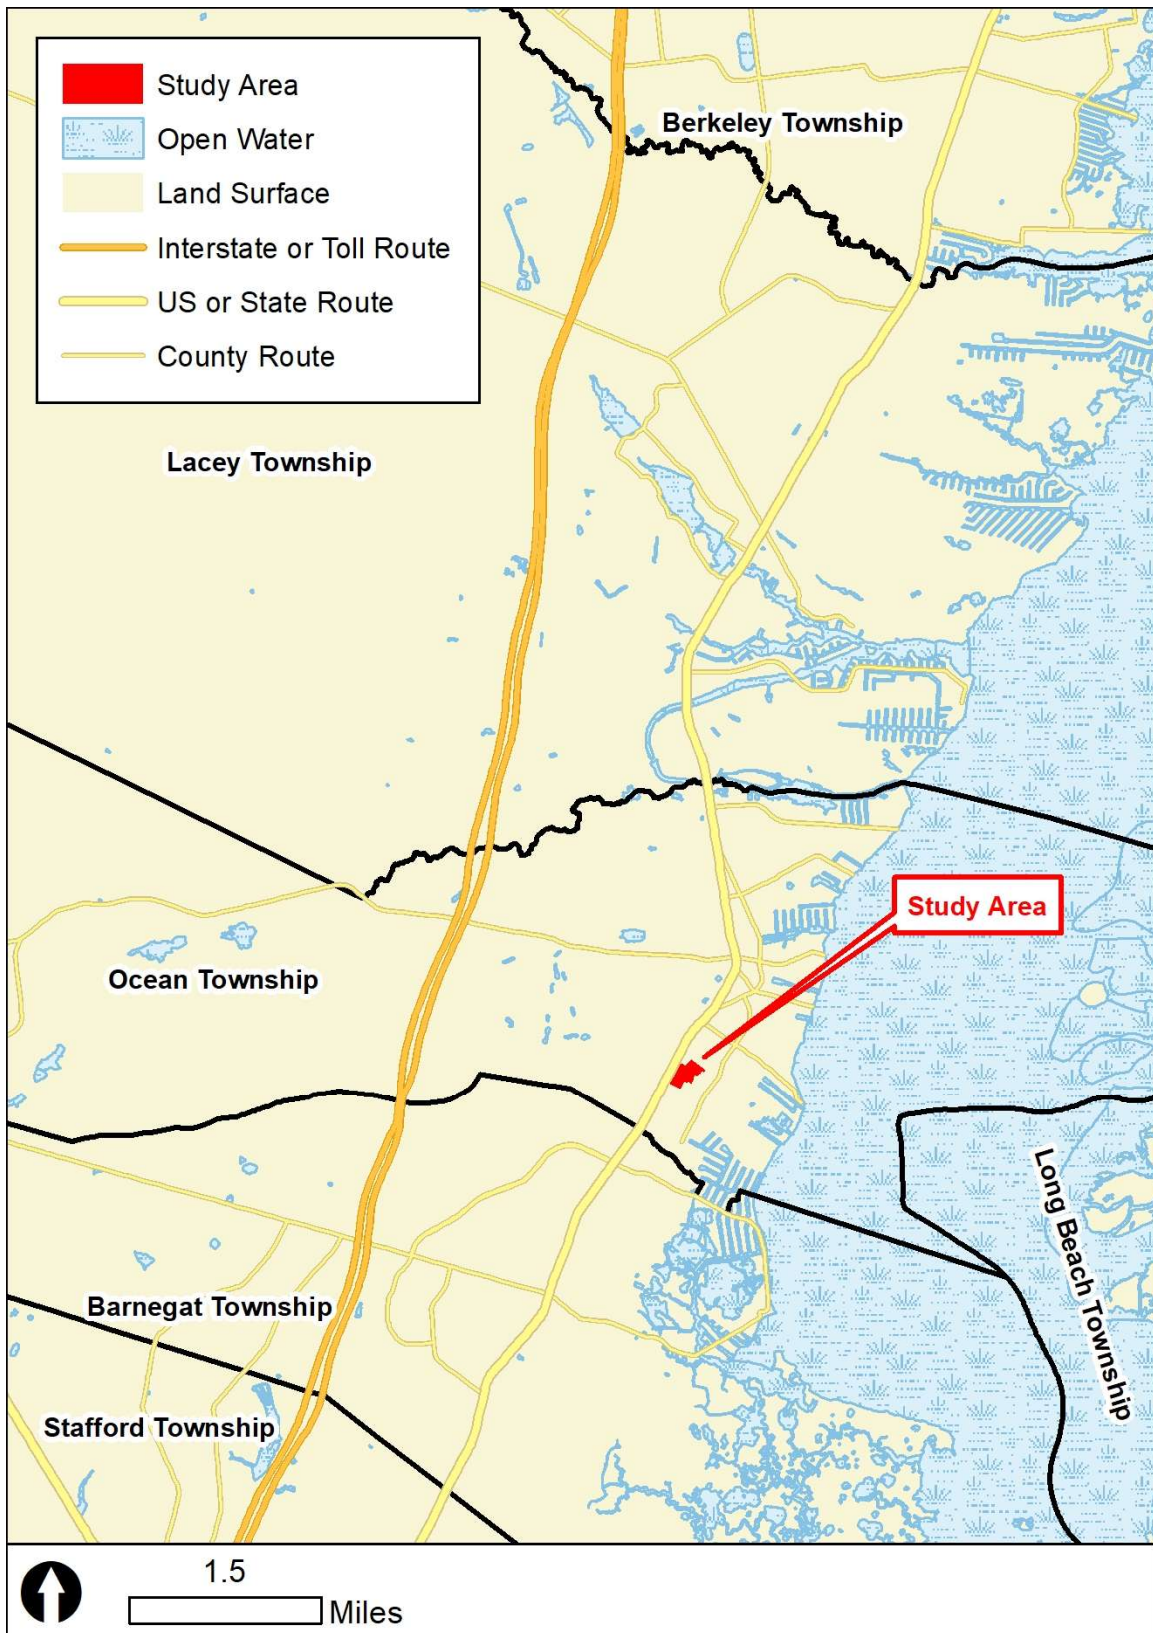 Study Area
Open Water
Land Surface
Interstate or Toll Route
US or State Route
County Route
Berkeley Township
Lacey Township
Study Area
Ocean Township
Long Beach Township
Barnegat Township
Stafford Township
1.5
Miles